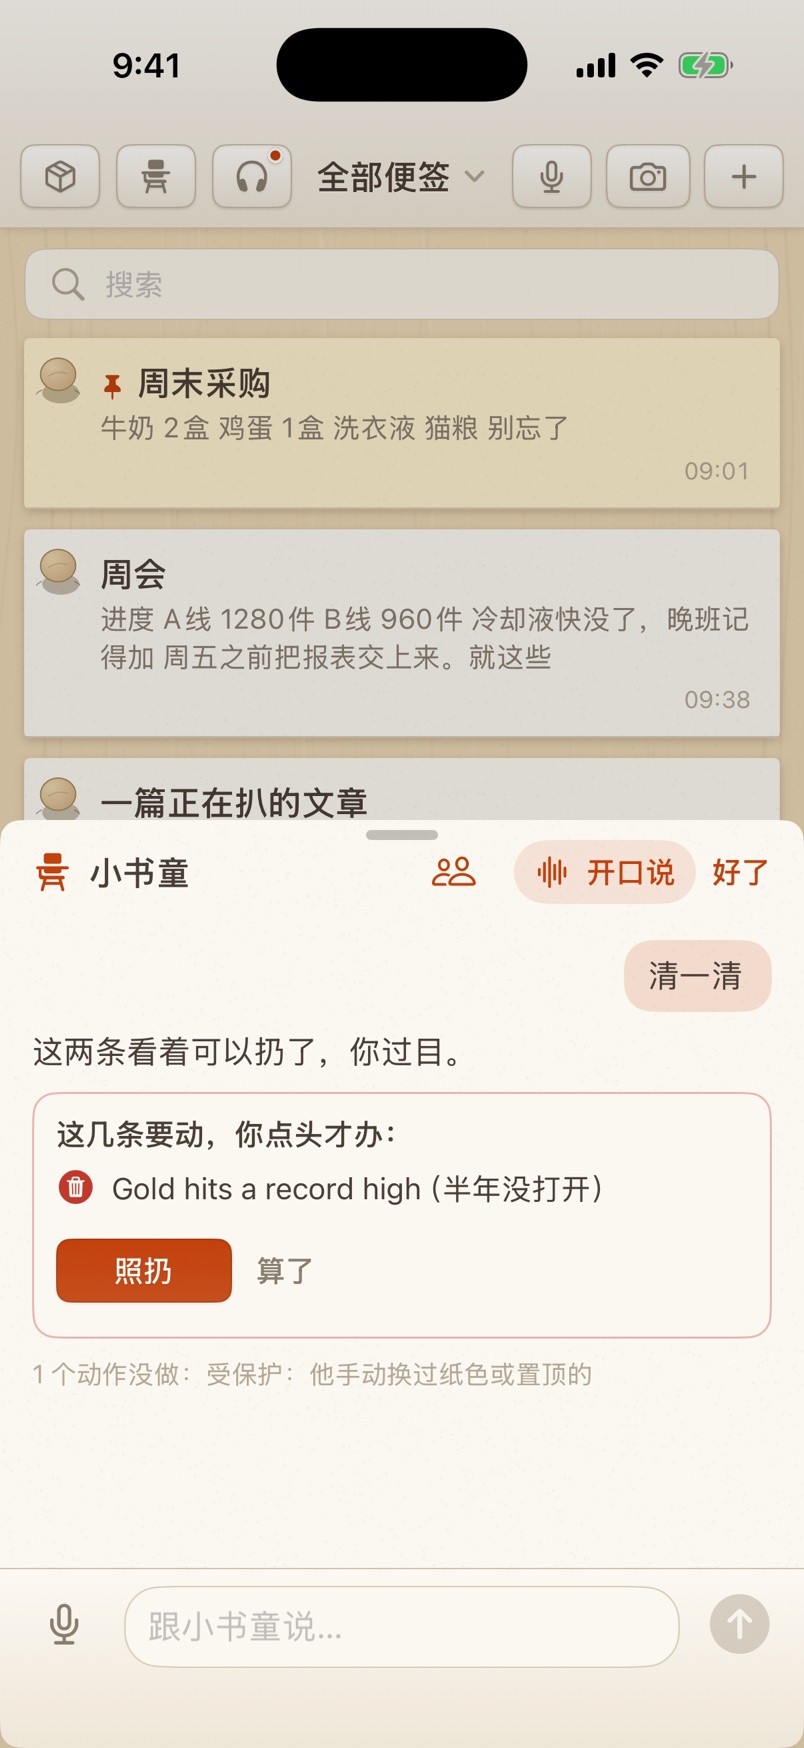 9:41
全部便签
搜索
周末采购
牛奶 2盒 鸡蛋 1盒 洗衣液 猫粮 别忘了
09:01
周会
进度 A线 1280件 B线 960件 冷却液快没了，晚班记
得加 周五之前把报表交上来。就这些
09:38
一篇正在扒的文章
小书童
开口说
好了
清一清
这两条看着可以扔了，你过目。
这几条要动，你点头才办：
Gold hits a record high (半年没打开)
照扔
算了
1 个动作没做：受保护：他手动换过纸色或置顶的
跟小书童说...